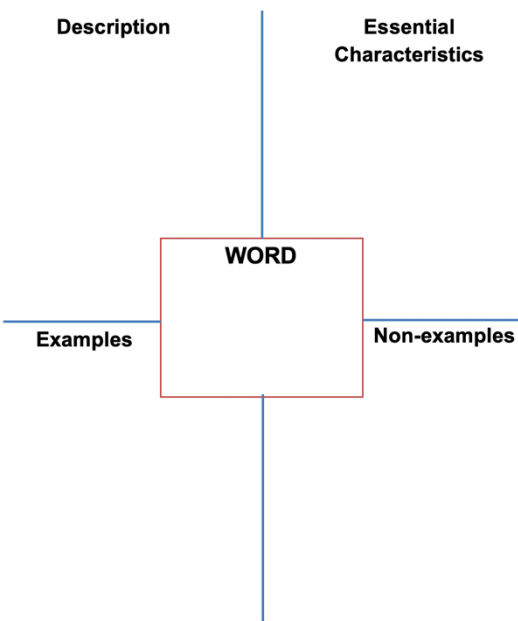 Description
Essential
Characteristics
WORD
Examples
Non-examples